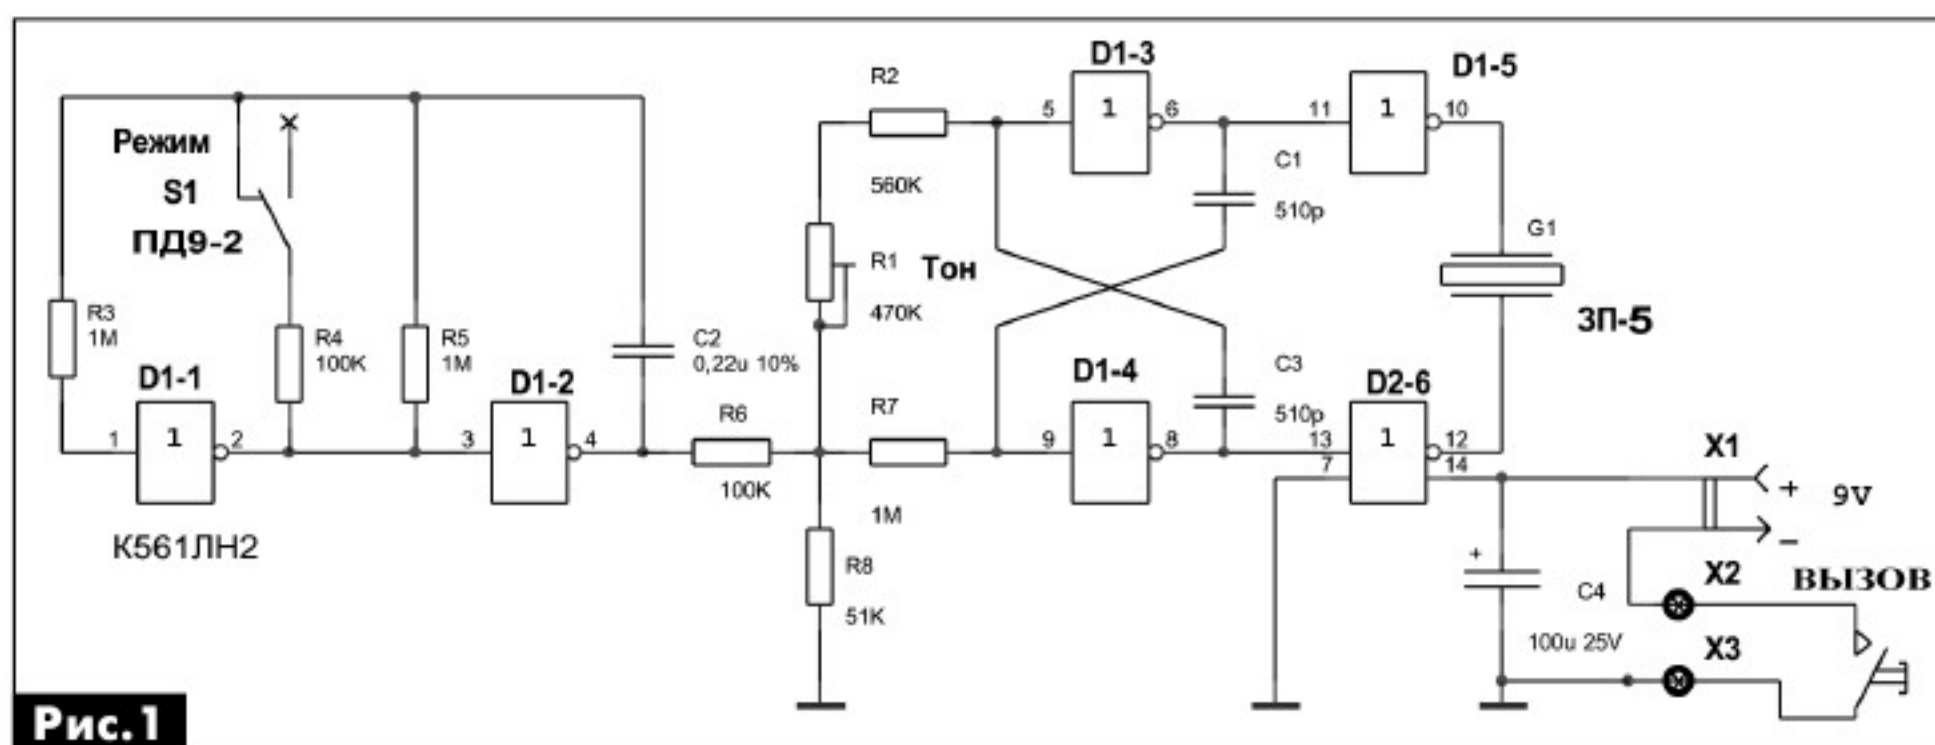 D1-3
D1-5
R2
5
1
6
11
1
10
Режим
S1
ПД9-2
560K
C1
510p
G1
ЗП-5
R1
Тон
470K
R3
1M
R4
100K
R5
1M
C2
0,22u 10%
D1-1
D1-2
R6
R7
D1-4
C3
510p
D2-6
1
1
2
3
1
4
9
1
8
13
1
12
7
14
100K
1M
К561ЛН2
X1
+
9V
−
R8
51K
+
C4
100u 25V
X2
ВЫЗОВ
X3
Рис.1